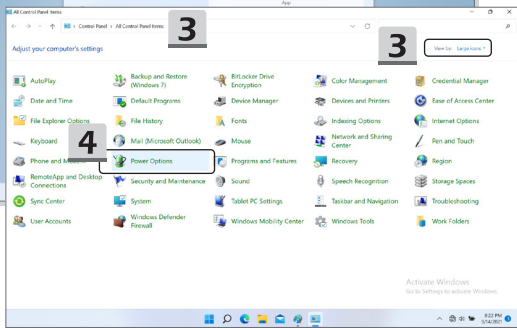 App
All Control Panel Items
Control Panel > All Control Panel Items
3
3
Adjust your computer's settings
View by: Large icons
AutoPlay
Backup and Restore
(Windows 7)
BitLocker Drive
Encryption
Color Management
Credential Manager
Date and Time
Default Programs
Device Manager
Devices and Printers
Ease of Access Center
File Explorer Options
File History
Fonts
Indexing Options
Internet Options
Keyboard
4
Mail (Microsoft Outlook)
Mouse
Network and Sharing
Center
Pen and Touch
Phone and
Power Options
Programs and Features
Recovery
Region
RemoteApp and Desktop
Connections
Security and Maintenance
Sound
Speech Recognition
Storage Spaces
Sync Center
System
Tablet PC Settings
Taskbar and Navigation
Troubleshooting
User Accounts
Windows Defender
Firewall
Windows Mobility Center
Windows Tools
Work Folders
Activate Windows
Go to Settings to activate Windows.
8:22 PM
5/14/2021